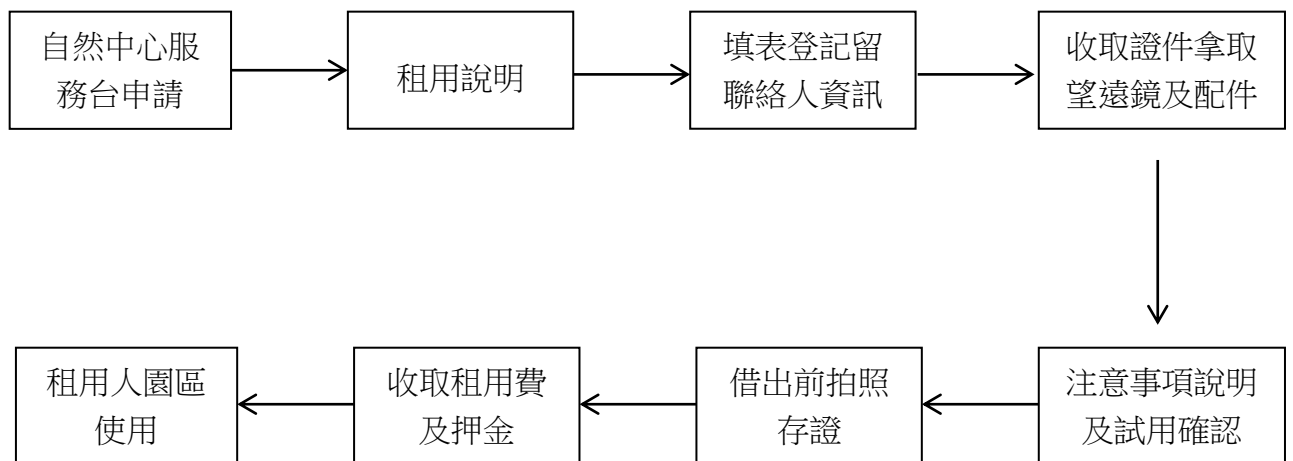 自然中心服
務台申請
租用說明
填表登記留
聯絡人資訊
收取證件拿取
望遠鏡及配件
注意事項說明
及試用確認
借出前拍照
存證
收取租用費
及押金
租用人園區
使用